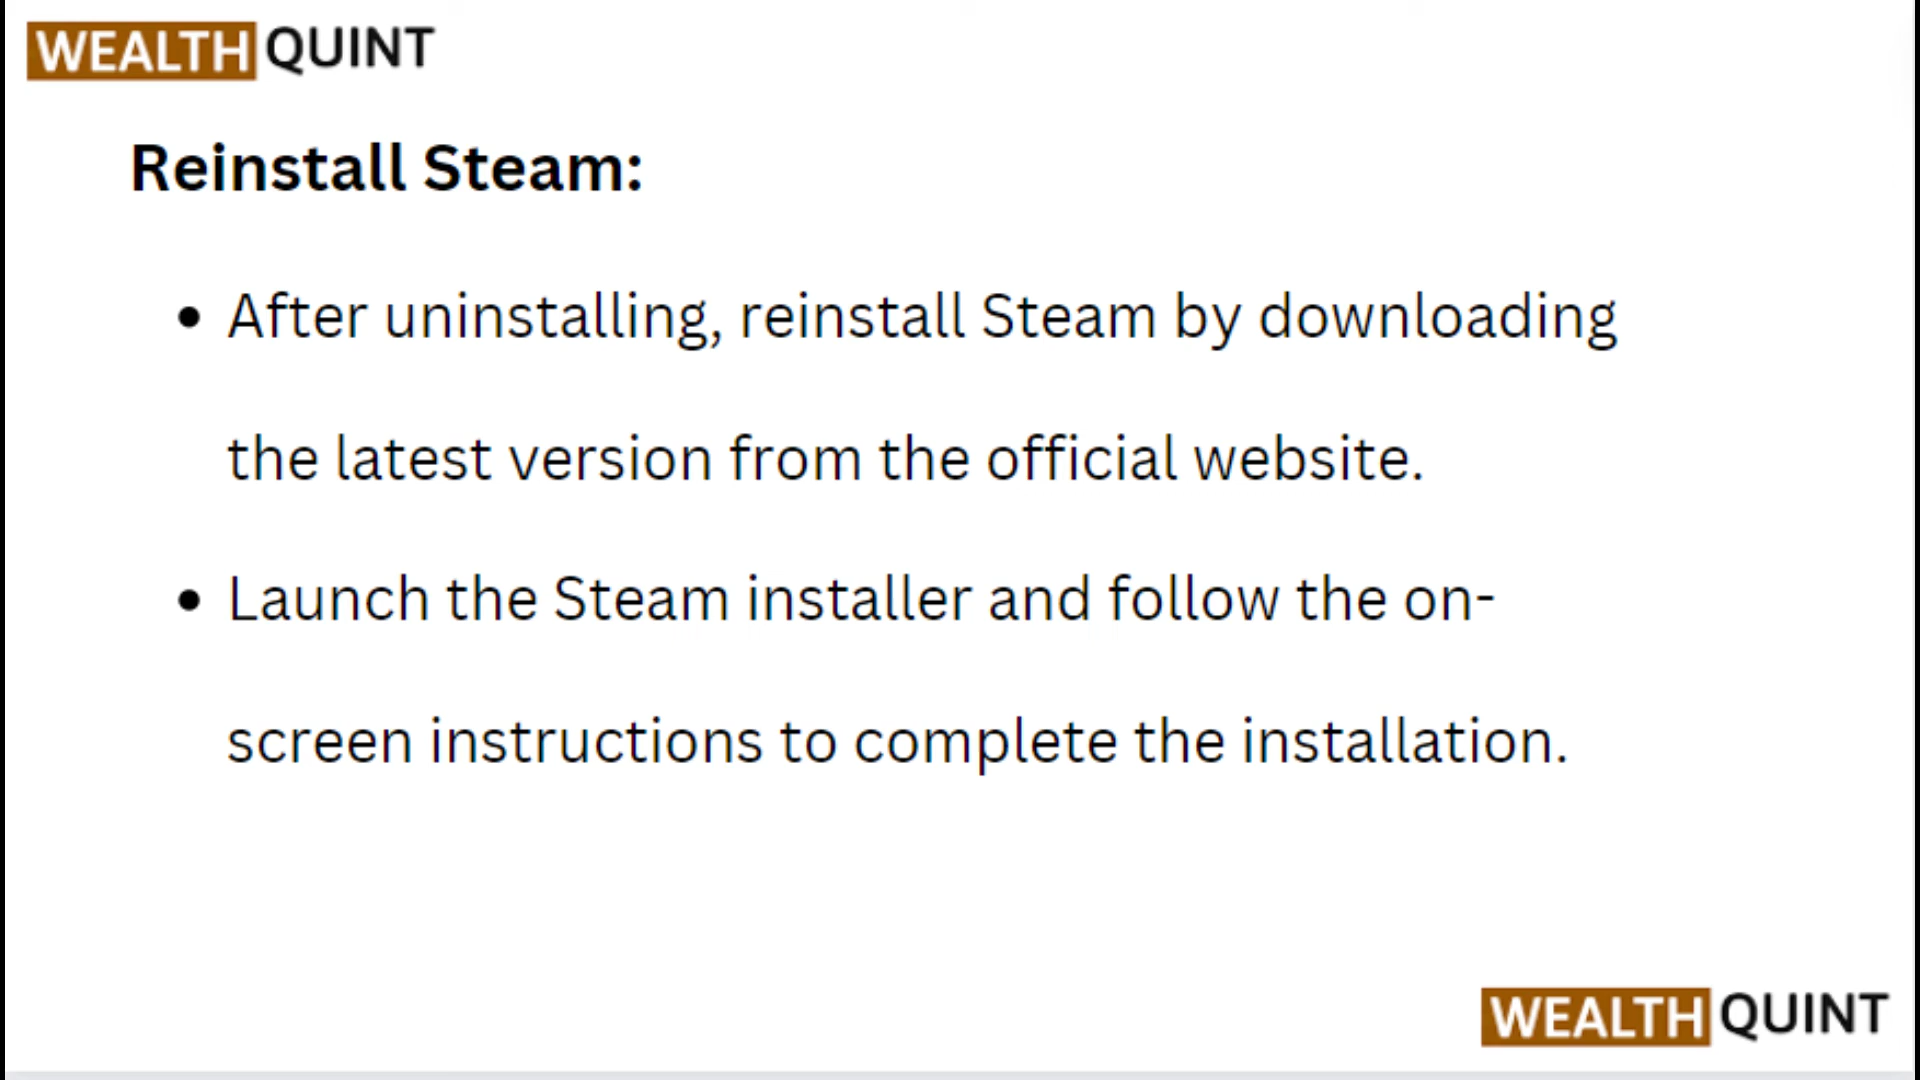 WEALTH QUINT
Reinstall Steam:
• After uninstalling, reinstall Steam by downloading
the latest version from the official website.
• Launch the Steam installer and follow the on-
screen instructions to complete the installation.
WEALTH QUINT